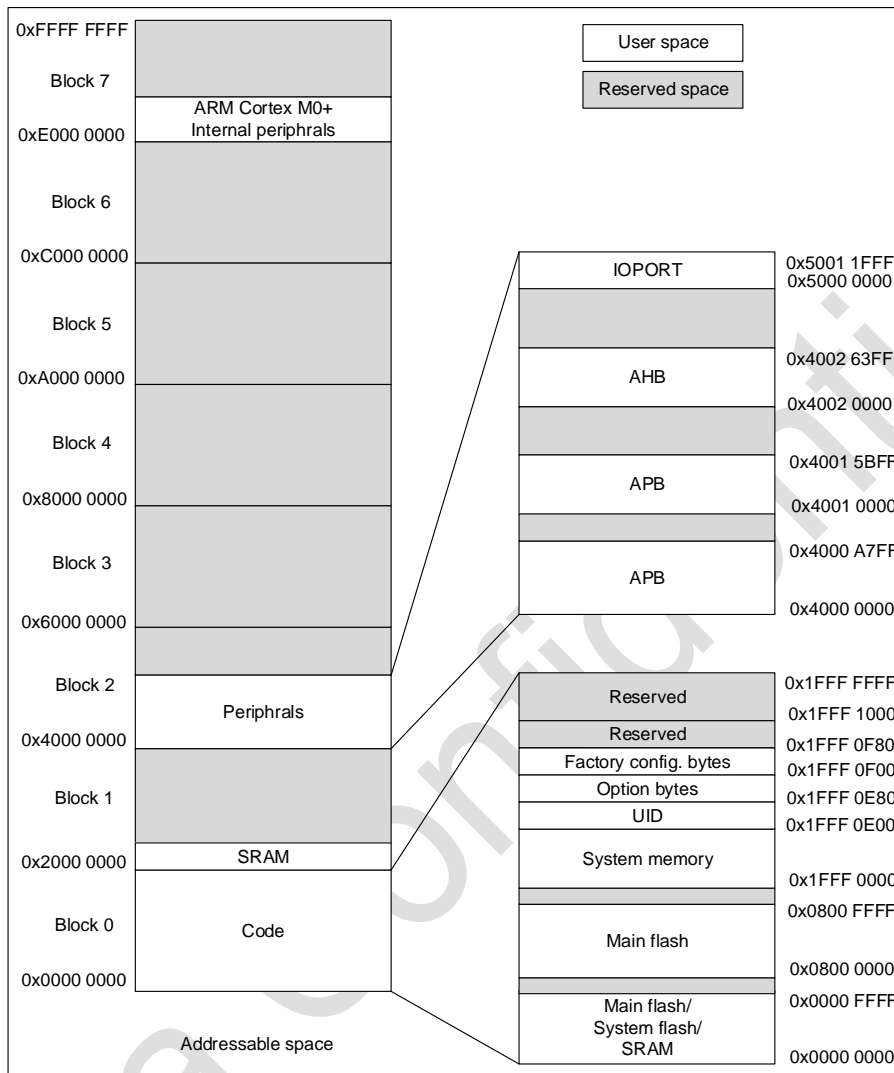 0xFFFF FFFF
Block 7
ARM Cortex M0+
Internal periphrals
0xE000 0000
Block 6
0xC000 0000
Block 5
0xA000 0000
Block 4
0x8000 0000
Block 3
0x6000 0000
Block 2
Periphrals
0x4000 0000
Block 1
SRAM
0x2000 0000
Block 0
Code
0x0000 0000
Addressable space
User space
Reserved space
IOPORT
0x5001 1FFF
0x5000 0000
0x4002 63FF
AHB
0x4002 0000
0x4001 5BFF
APB
0x4001 0000
0x4000 A7FF
APB
0x4000 0000
0x1FFF FFFF
Reserved
0x1FFF 1000
Reserved
0x1FFF 0F80
Factory config. bytes
0x1FFF 0F00
Option bytes
0x1FFF 0E80
UID
0x1FFF 0E00
System memory
0x1FFF 0000
0x0800 FFFF
Main flash
0x0800 0000
0x0000 FFFF
Main flash/
System flash/
SRAM
0x0000 0000
a Confidenti